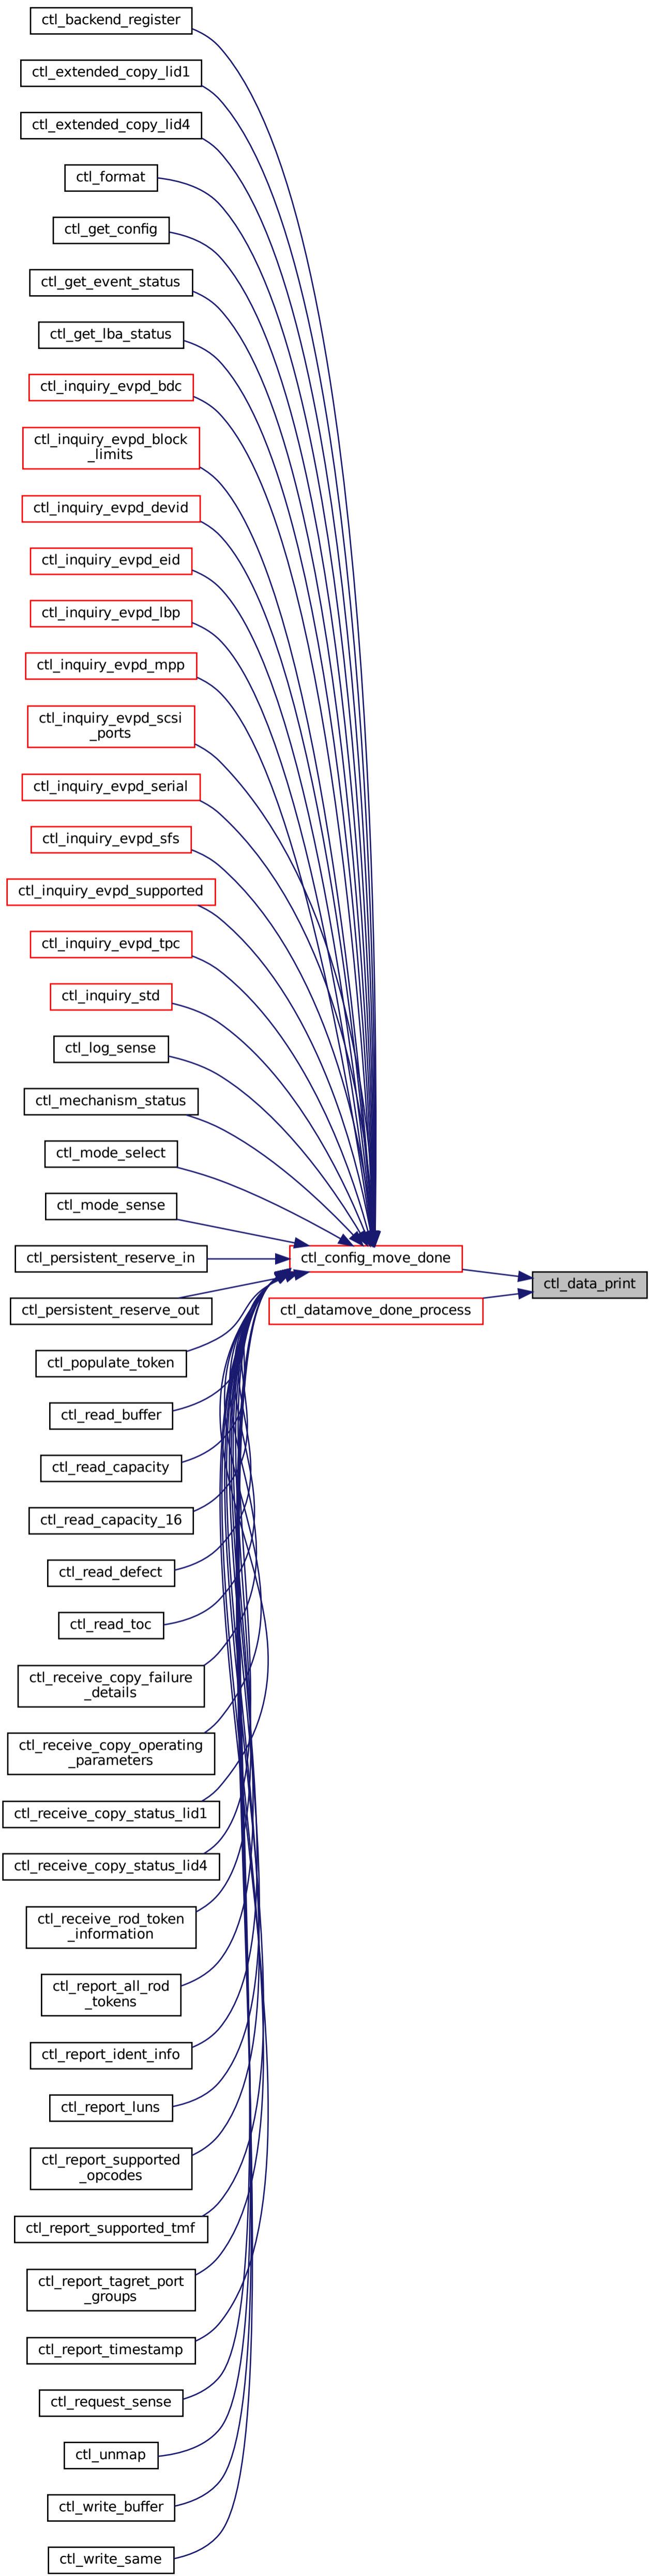 ctl_backend_register
ctl_extended_copy_lid1
ctl_extended_copy_lid4
ctl_format
ctl_get_config
ctl_get_event_status
ctl_get_lba_status
ctl_inquiry_evpd_bdc
ctl_inquiry_evpd_block
_limits
ctl_inquiry_evpd_devid
ctl_inquiry_evpd_eid
ctl_inquiry_evpd_lbp
ctl_inquiry_evpd_mpp
ctl_inquiry_evpd_scsi
_ports
ctl_inquiry_evpd_serial
ctl_inquiry_evpd_sfs
ctl_inquiry_evpd_supported
ctl_inquiry_evpd_tpc
ctl_inquiry_std
ctl_log_sense
ctl_mechanism_status
ctl_mode_select
ctl_mode_sense
ctl_persistent_reserve_in
ctl_persistent_reserve_out
ctl_populate_token
ctl_read_buffer
ctl_read_capacity
ctl_read_capacity_16
ctl_read_defect
ctl_read_toc
ctl_receive_copy_failure
_details
ctl_receive_copy_operating
_parameters
ctl_receive_copy_status_lid1
ctl_receive_copy_status_lid4
ctl_receive_rod_token
_information
ctl_report_all_rod
_tokens
ctl_report_ident_info
ctl_report_luns
ctl_report_supported
_opcodes
ctl_report_supported_tmf
ctl_report_tagret_port
_groups
ctl_report_timestamp
ctl_request_sense
ctl_unmap
ctl_write_buffer
ctl_write_same
ctl_config_move_done
ctl_datamove_done_process
ctl_data_print